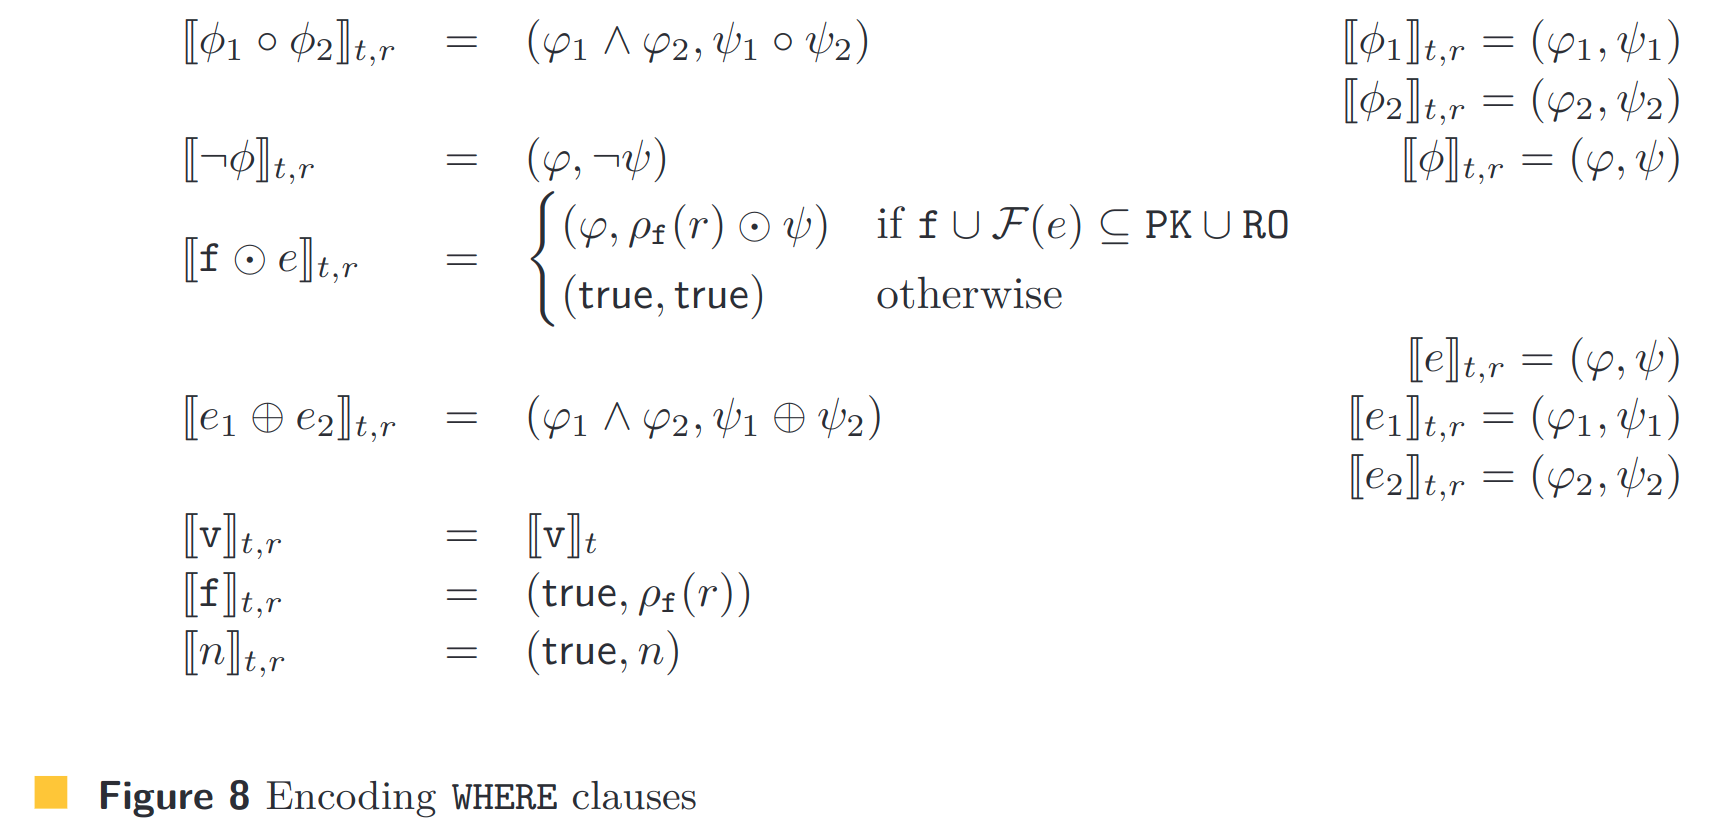 ⟦ϕ₁ ∘ ϕ₂⟧ₜ,ᵣ = (φ₁ ∧ φ₂, ψ₁ ∘ ψ₂) ⟦ϕ₁⟧ₜ,ᵣ = (φ₁, ψ₁)
⟦ϕ₂⟧ₜ,ᵣ = (φ₂, ψ₂)
⟦¬ϕ⟧ₜ,ᵣ = (φ, ¬ψ) ⟦ϕ⟧ₜ,ᵣ = (φ, ψ)
⟦f ⊙ e⟧ₜ,ᵣ = { (φ, ρ_f(r) ⊙ ψ) if f ∪ ℱ(e) ⊆ PK ∪ RO
(true, true) otherwise
⟦e⟧ₜ,ᵣ = (φ, ψ)
⟦e₁ ⊕ e₂⟧ₜ,ᵣ = (φ₁ ∧ φ₂, ψ₁ ⊕ ψ₂) ⟦e₁⟧ₜ,ᵣ = (φ₁, ψ₁)
⟦e₂⟧ₜ,ᵣ = (φ₂, ψ₂)
⟦v⟧ₜ,ᵣ = ⟦v⟧ₜ
⟦f⟧ₜ,ᵣ = (true, ρ_f(r))
⟦n⟧ₜ,ᵣ = (true, n)
Figure 8 Encoding WHERE clauses